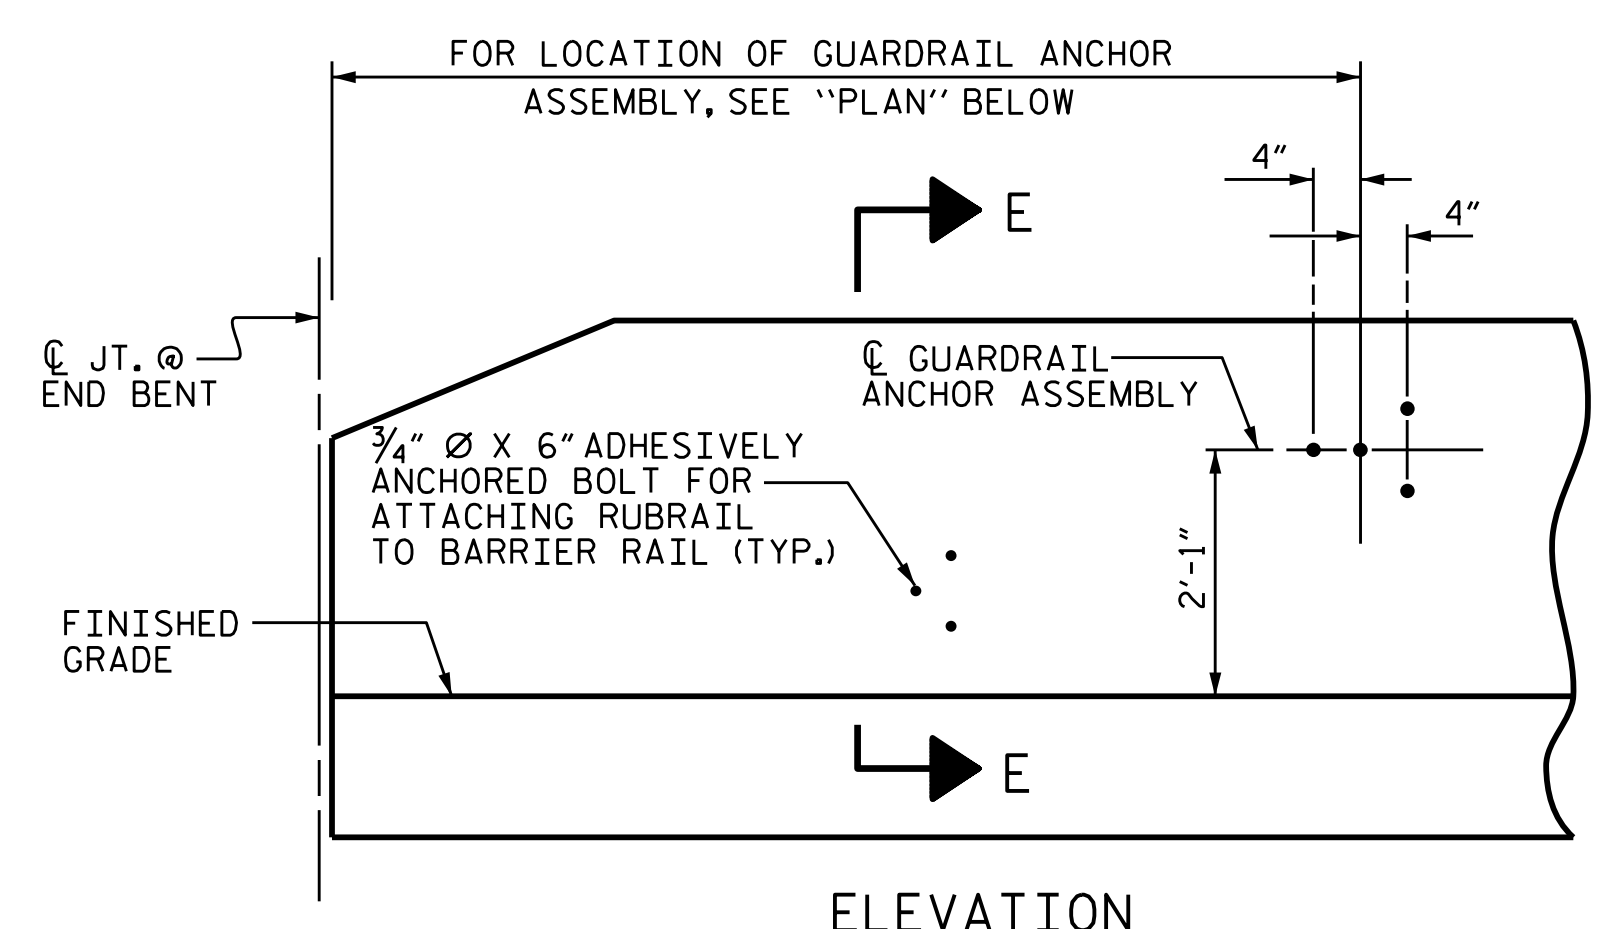 FOR LOCATION OF GUARDRAIL ANCHOR
ASSEMBLY, SEE ‶PLAN″ BELOW
4″
4″
E
℄ JT. @
END BENT
℄ GUARDRAIL
ANCHOR ASSEMBLY
¾″ Ø X 6″ ADHESIVELY
ANCHORED BOLT FOR
ATTACHING RUBRAIL
TO BARRIER RAIL (TYP.)
2′-1″
FINISHED
GRADE
E
ELEVATION